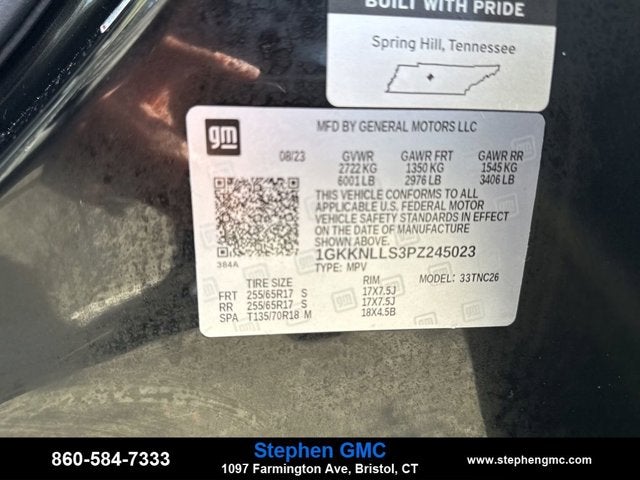 BUILT WITH PRIDE
Spring Hill, Tennessee
gm
MFD BY GENERAL MOTORS LLC
08/23 GVWR GAWR FRT GAWR RR
2722 KG 1350 KG 1545 KG
6001 LB 2976 LB 3406 LB
THIS VEHICLE CONFORMS TO ALL
APPLICABLE U.S. FEDERAL MOTOR
VEHICLE SAFETY STANDARDS IN EFFECT
ON THE DATE OF MANUFACTURE
SHOWN ABOVE.
384A 1GKKNLLS3PZ245023
TYPE: MPV MODEL: 33TNC26
TIRE SIZE RIM
FRT 255/65R17 S 17X7.5J
RR 255/65R17 S 17X7.5J
SPA T135/70R18 M 18X4.5B
860-584-7333
Stephen GMC
1097 Farmington Ave, Bristol, CT
www.stephengmc.com